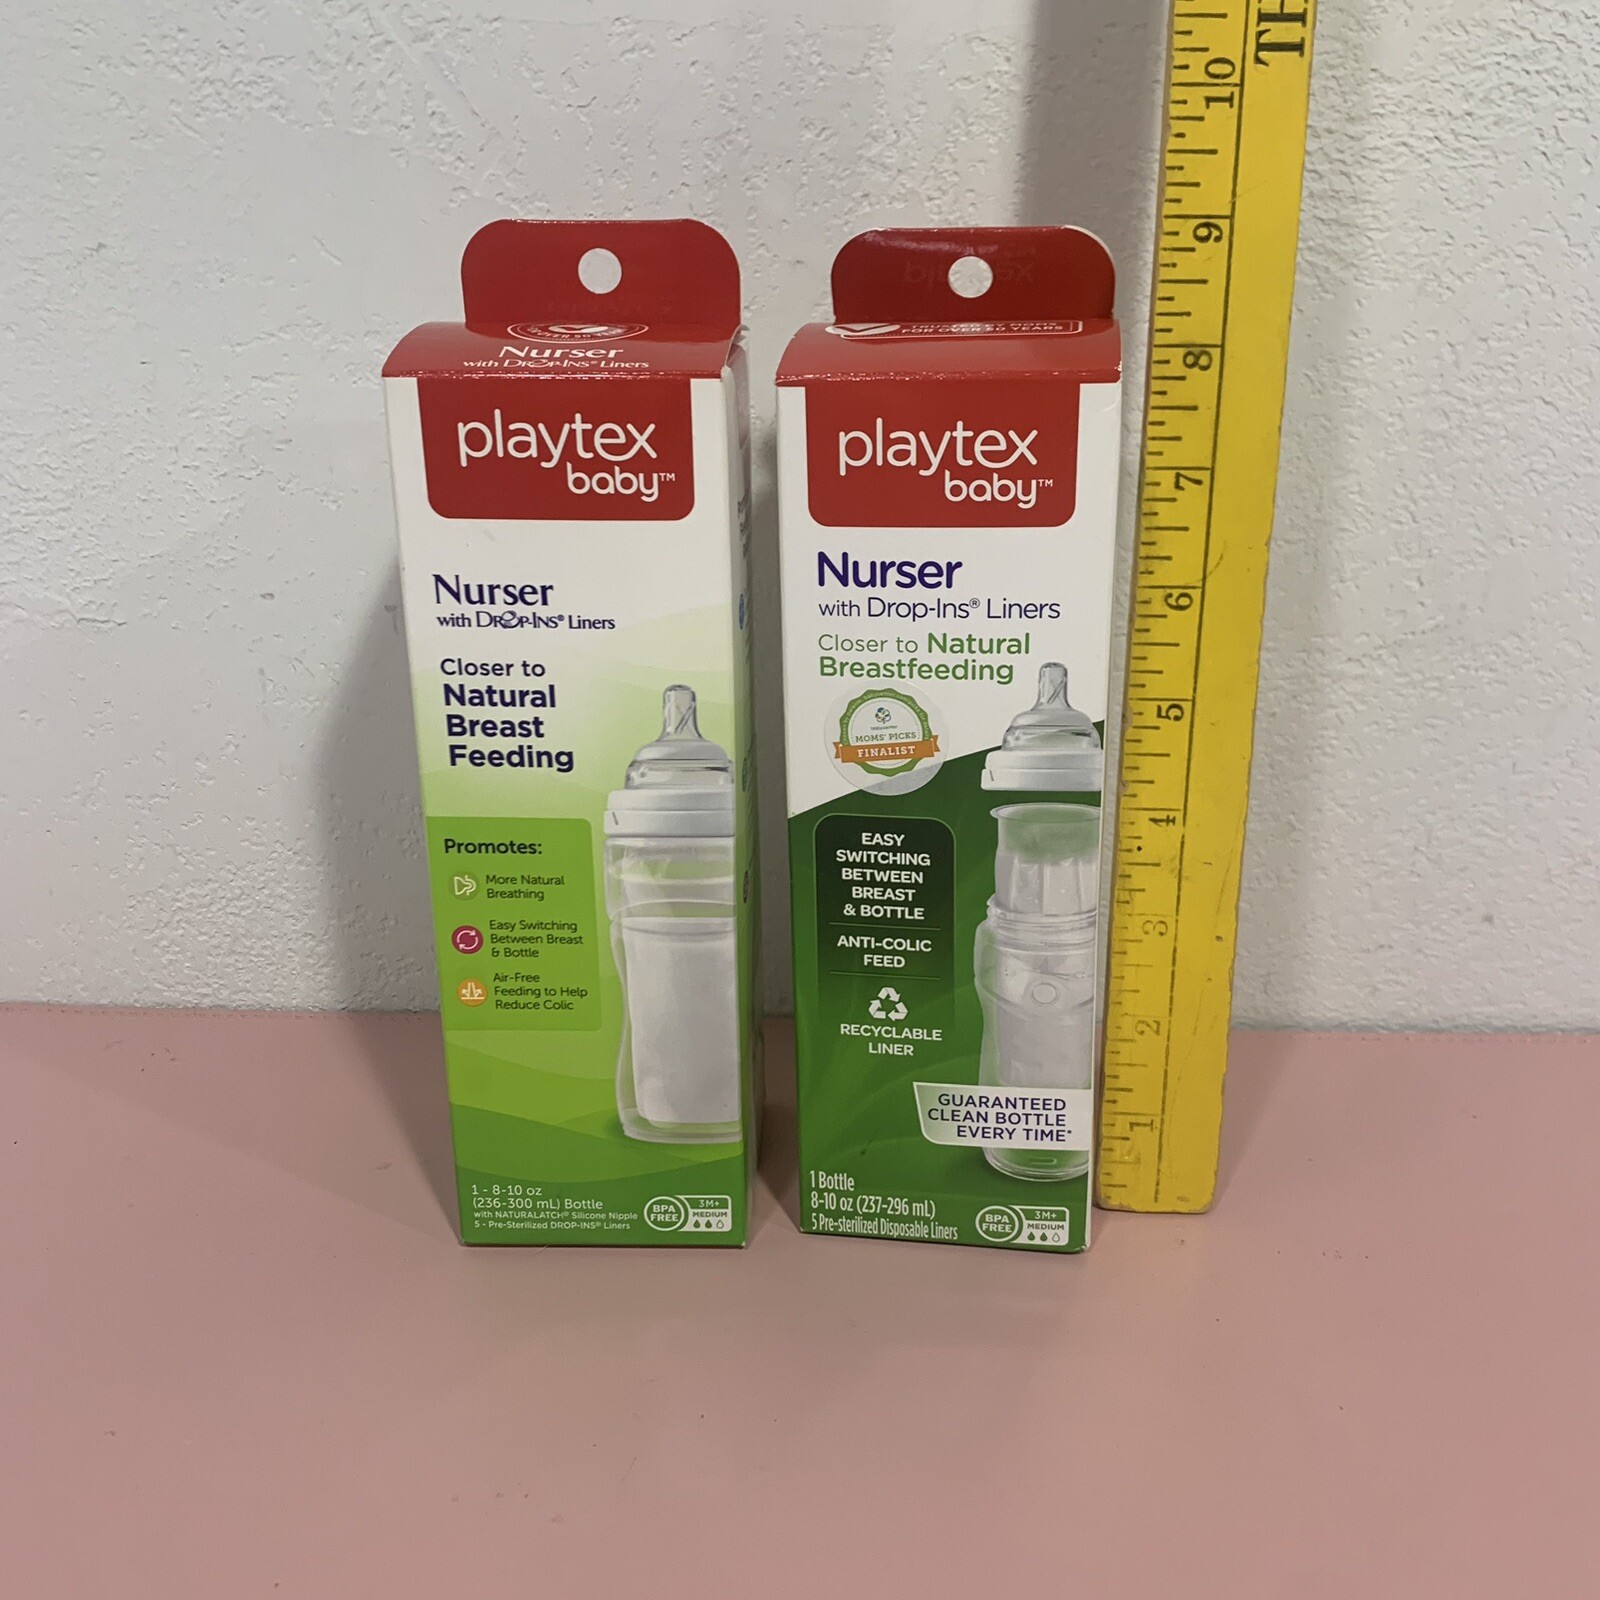 Nurser
with DROP-INS® Liners
playtex
baby™
Nurser
with DROP-INS® Liners
Closer to
Natural
Breast
Feeding
Promotes:
More Natural
Breathing
Easy Switching
Between Breast
& Bottle
Air-Free
Feeding to Help
Reduce Colic
1 - 8-10 oz
(236-300 mL) Bottle
with NATURALATCH® Silicone Nipple
5 - Pre-Sterilized DROP-INS® Liners
BPA
FREE
3M+
MEDIUM
FOR OVER 50 YEARS
playtex
baby™
Nurser
with Drop-Ins® Liners
Closer to Natural
Breastfeeding
MOMS' PICKS
FINALIST
EASY
SWITCHING
BETWEEN
BREAST
& BOTTLE
ANTI-COLIC
FEED
RECYCLABLE
LINER
GUARANTEED
CLEAN BOTTLE
EVERY TIME*
1 Bottle
8-10 oz (237-296 mL)
5 Pre-sterilized Disposable Liners
BPA
FREE
3M+
MEDIUM
TH
10
9
8
7
6
5
4
3
2
1